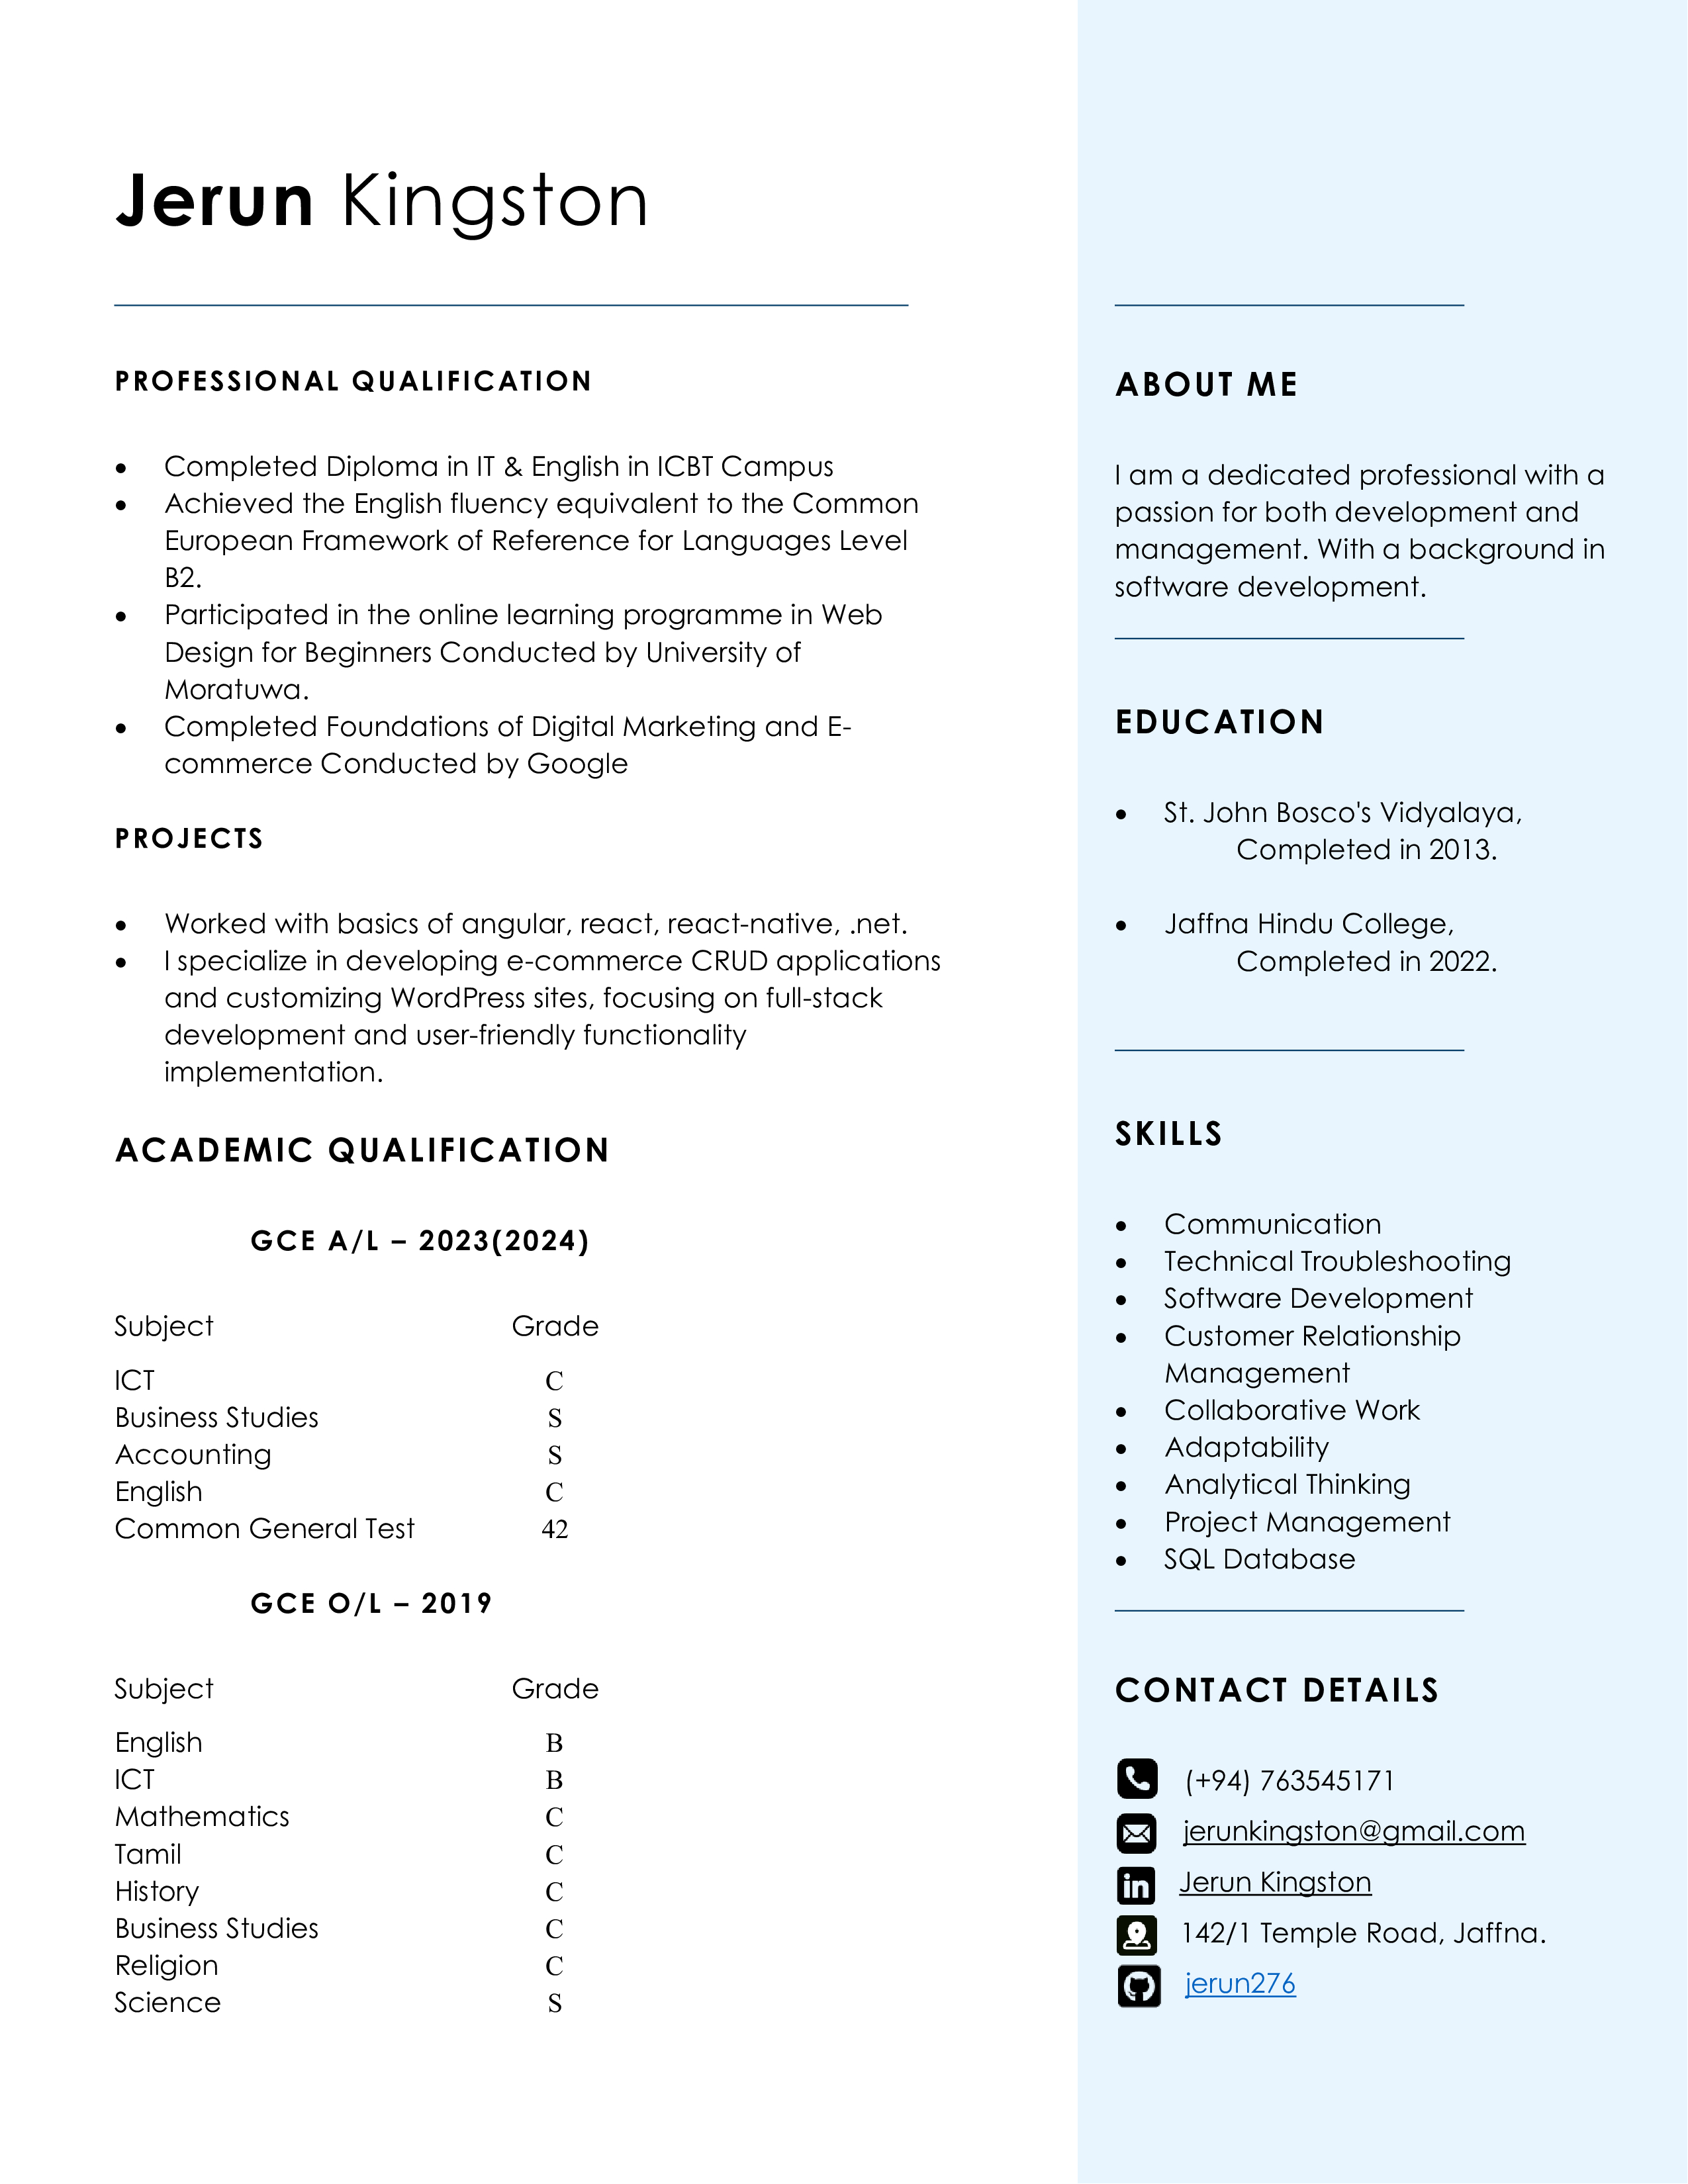 Jerun Kingston
PROFESSIONAL QUALIFICATION
• Completed Diploma in IT & English in ICBT Campus
• Achieved the English fluency equivalent to the Common
European Framework of Reference for Languages Level
B2.
• Participated in the online learning programme in Web
Design for Beginners Conducted by University of
Moratuwa.
• Completed Foundations of Digital Marketing and E-
commerce Conducted by Google
PROJECTS
• Worked with basics of angular, react, react-native, .net.
• I specialize in developing e-commerce CRUD applications
and customizing WordPress sites, focusing on full-stack
development and user-friendly functionality
implementation.
ACADEMIC QUALIFICATION
GCE A/L – 2023(2024)
Subject Grade
ICT C
Business Studies S
Accounting S
English C
Common General Test 42
GCE O/L – 2019
Subject Grade
English B
ICT B
Mathematics C
Tamil C
History C
Business Studies C
Religion C
Science S
ABOUT ME
I am a dedicated professional with a
passion for both development and
management. With a background in
software development.
EDUCATION
• St. John Bosco's Vidyalaya,
Completed in 2013.
• Jaffna Hindu College,
Completed in 2022.
SKILLS
• Communication
• Technical Troubleshooting
• Software Development
• Customer Relationship
Management
• Collaborative Work
• Adaptability
• Analytical Thinking
• Project Management
• SQL Database
CONTACT DETAILS
(+94) 763545171
jerunkingston@gmail.com
in Jerun Kingston
142/1 Temple Road, Jaffna.
jerun276